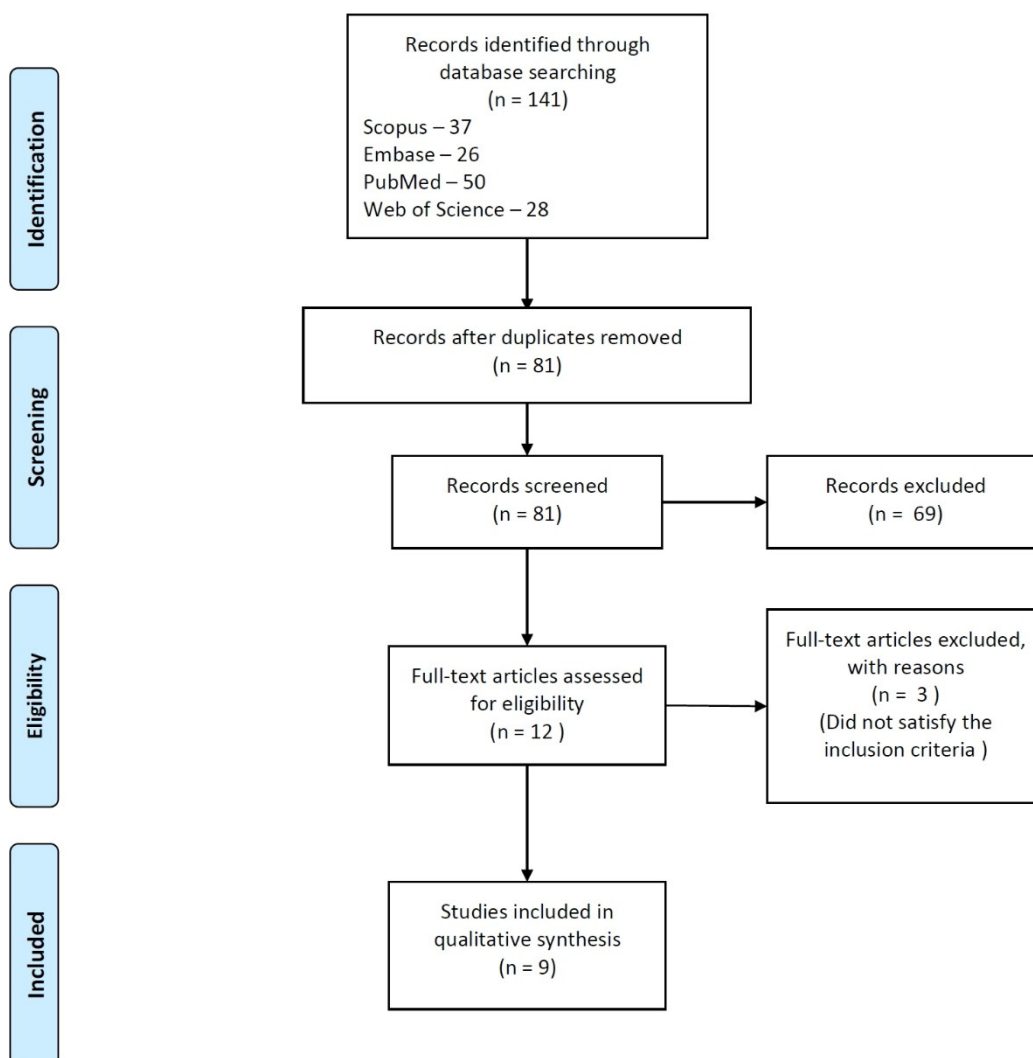 Identification
Records identified through
database searching
(n = 141)
Scopus – 37
Embase – 26
PubMed – 50
Web of Science – 28
Screening
Records after duplicates removed
(n = 81)
Records screened
(n = 81)
Records excluded
(n = 69)
Eligibility
Full-text articles assessed
for eligibility
(n = 12 )
Full-text articles excluded,
with reasons
(n = 3 )
(Did not satisfy the
inclusion criteria )
Included
Studies included in
qualitative synthesis
(n = 9)